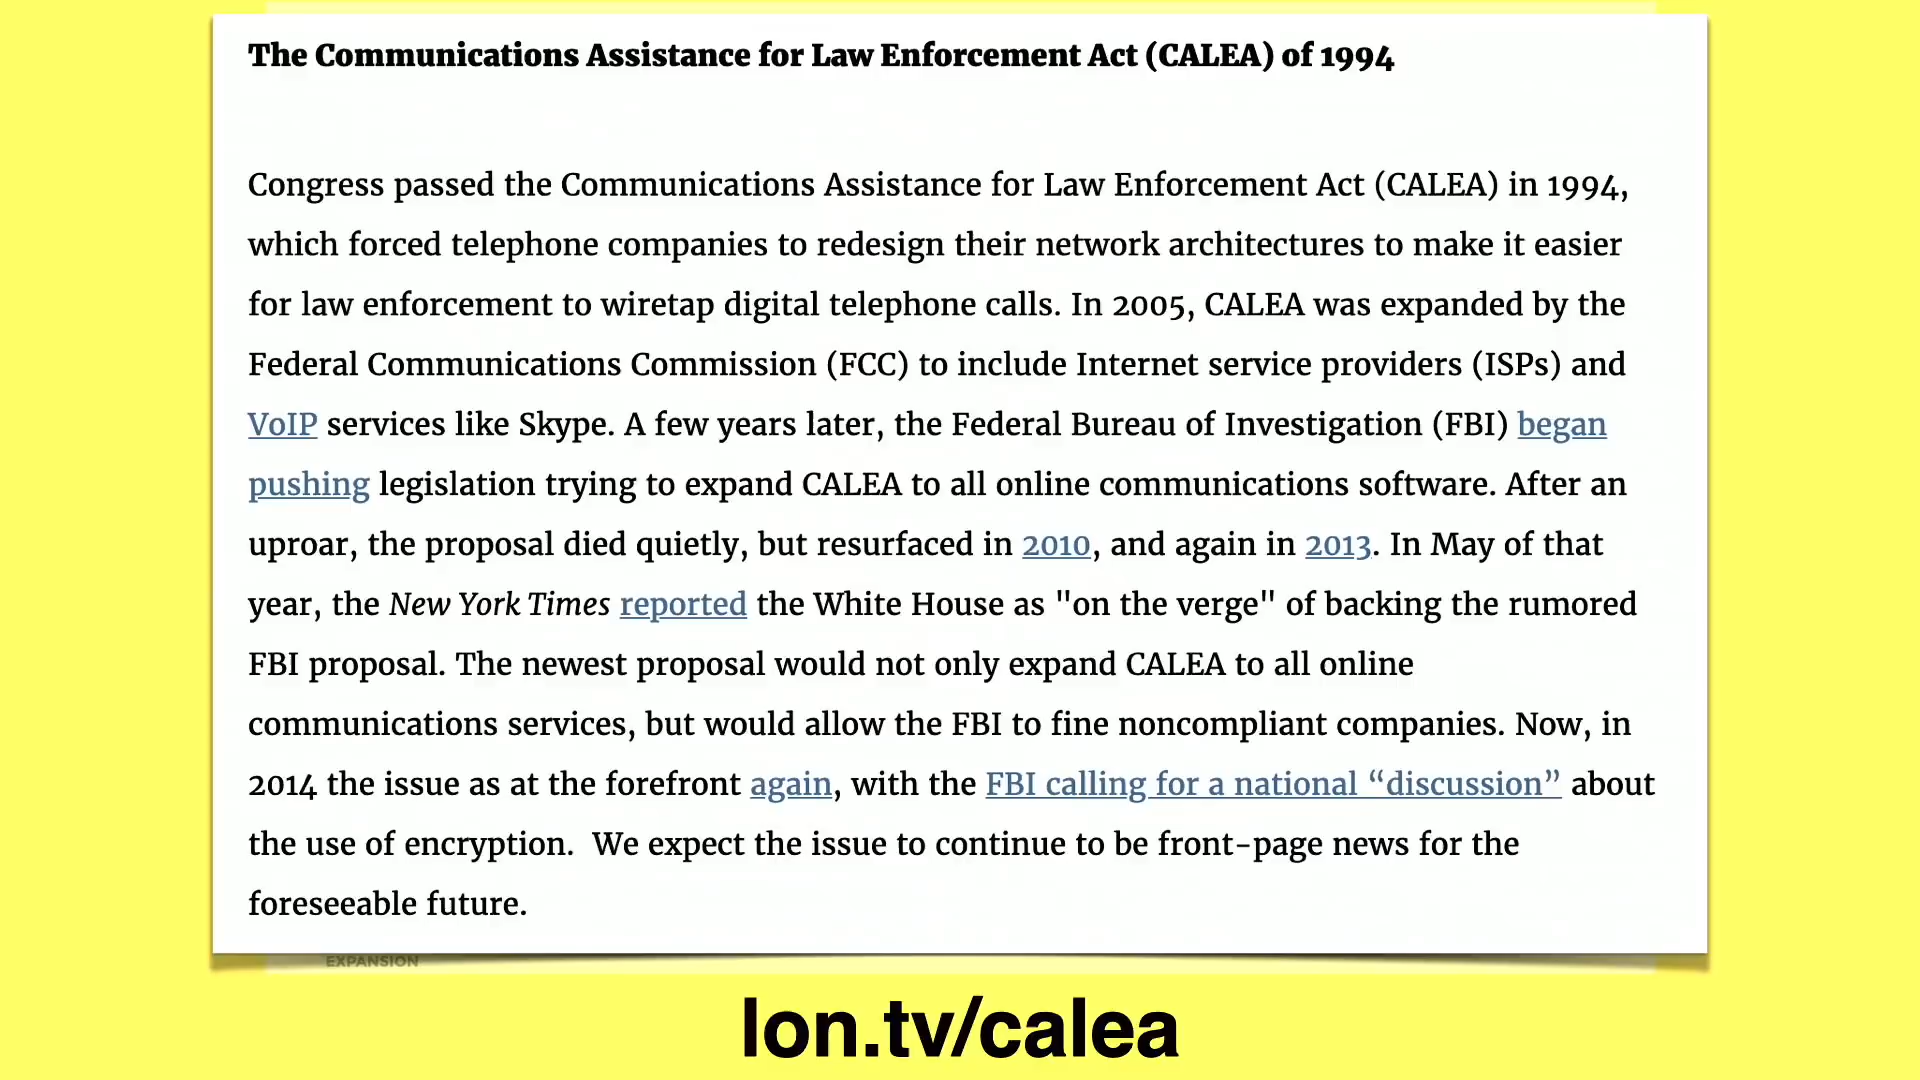 The Communications Assistance for Law Enforcement Act (CALEA) of 1994
Congress passed the Communications Assistance for Law Enforcement Act (CALEA) in 1994,
which forced telephone companies to redesign their network architectures to make it easier
for law enforcement to wiretap digital telephone calls. In 2005, CALEA was expanded by the
Federal Communications Commission (FCC) to include Internet service providers (ISPs) and
VoIP services like Skype. A few years later, the Federal Bureau of Investigation (FBI) began
pushing legislation trying to expand CALEA to all online communications software. After an
uproar, the proposal died quietly, but resurfaced in 2010, and again in 2013. In May of that
year, the New York Times reported the White House as "on the verge" of backing the rumored
FBI proposal. The newest proposal would not only expand CALEA to all online
communications services, but would allow the FBI to fine noncompliant companies. Now, in
2014 the issue as at the forefront again, with the FBI calling for a national “discussion” about
the use of encryption.  We expect the issue to continue to be front-page news for the
foreseeable future.
EXPANSION
lon.tv/calea